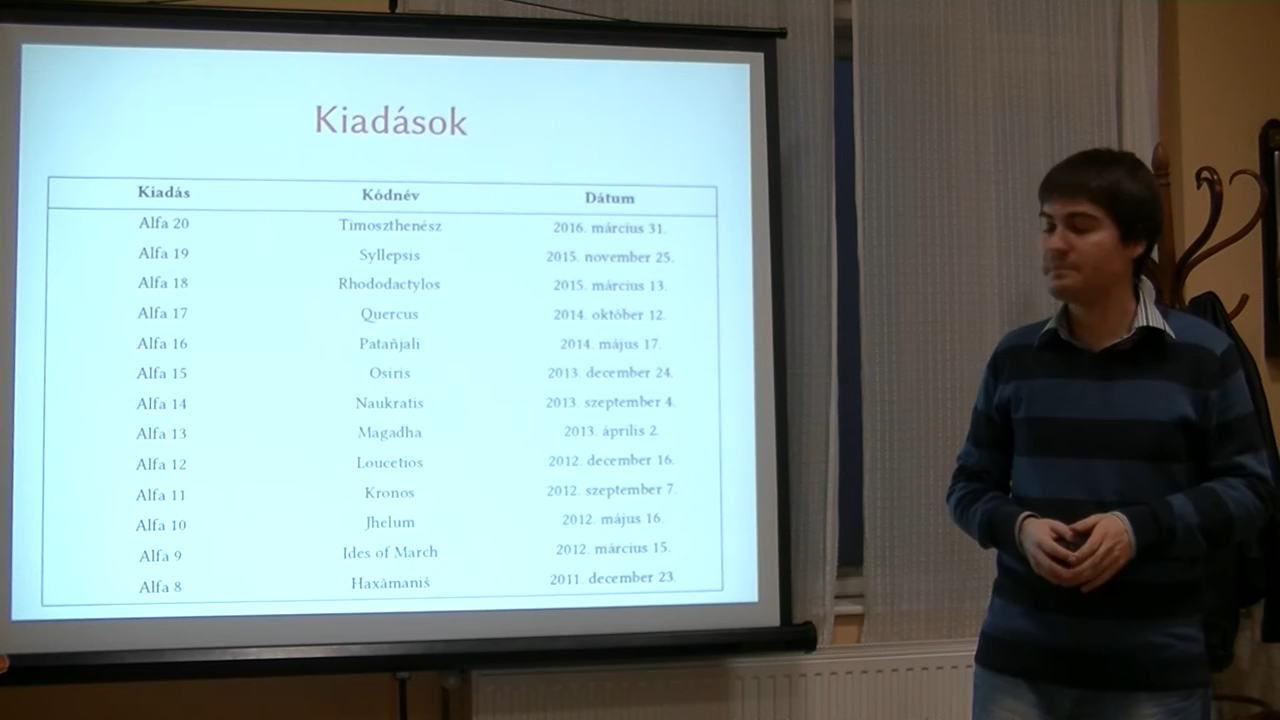 Kiadások
Kiadás Kódnév Dátum
Alfa 20 Timoszthenész 2016. március 31.
Alfa 19 Syllepsis 2015. november 25.
Alfa 18 Rhododactylos 2015. március 13.
Alfa 17 Quercus 2014. október 12.
Alfa 16 Patañjali 2014. május 17.
Alfa 15 Osiris 2013. december 24.
Alfa 14 Naukratis 2013. szeptember 4.
Alfa 13 Magadha 2013. április 2.
Alfa 12 Loucetios 2012. december 16.
Alfa 11 Kronos 2012. szeptember 7.
Alfa 10 Jhelum 2012. május 16.
Alfa 9 Ides of March 2012. március 15.
Alfa 8 Haxāmaniš 2011. december 23.